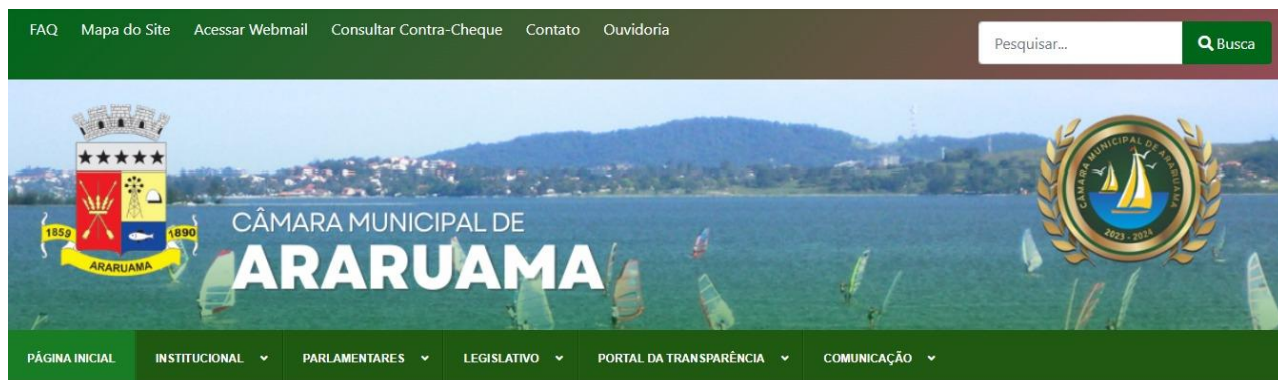 FAQ Mapa do Site Acessar Webmail Consultar Contra-Cheque Contato Ouvidoria
Pesquisar... Busca
1859 1890
ARARUAMA
CÂMARA MUNICIPAL DE
ARARUAMA
CÂMARA MUNICIPAL DE ARARUAMA
2023 - 2024
PÁGINA INICIAL INSTITUCIONAL PARLAMENTARES LEGISLATIVO PORTAL DA TRANSPARÊNCIA COMUNICAÇÃO